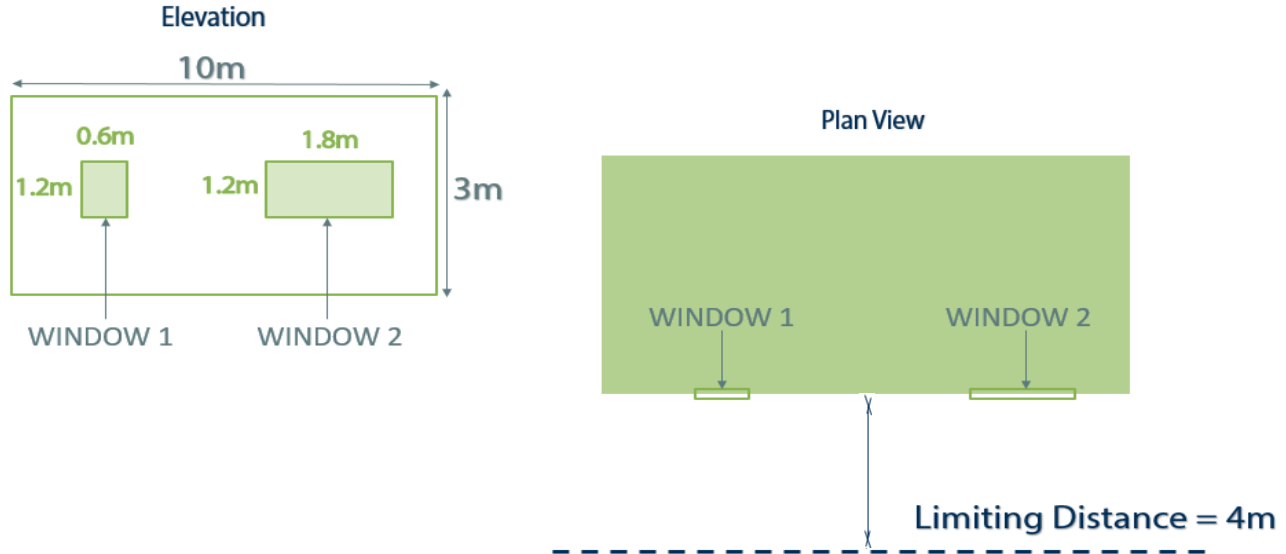 Elevation
10m
0.6m
1.8m
1.2m
1.2m
3m
WINDOW 1
WINDOW 2
Plan View
WINDOW 1
WINDOW 2
Limiting Distance = 4m